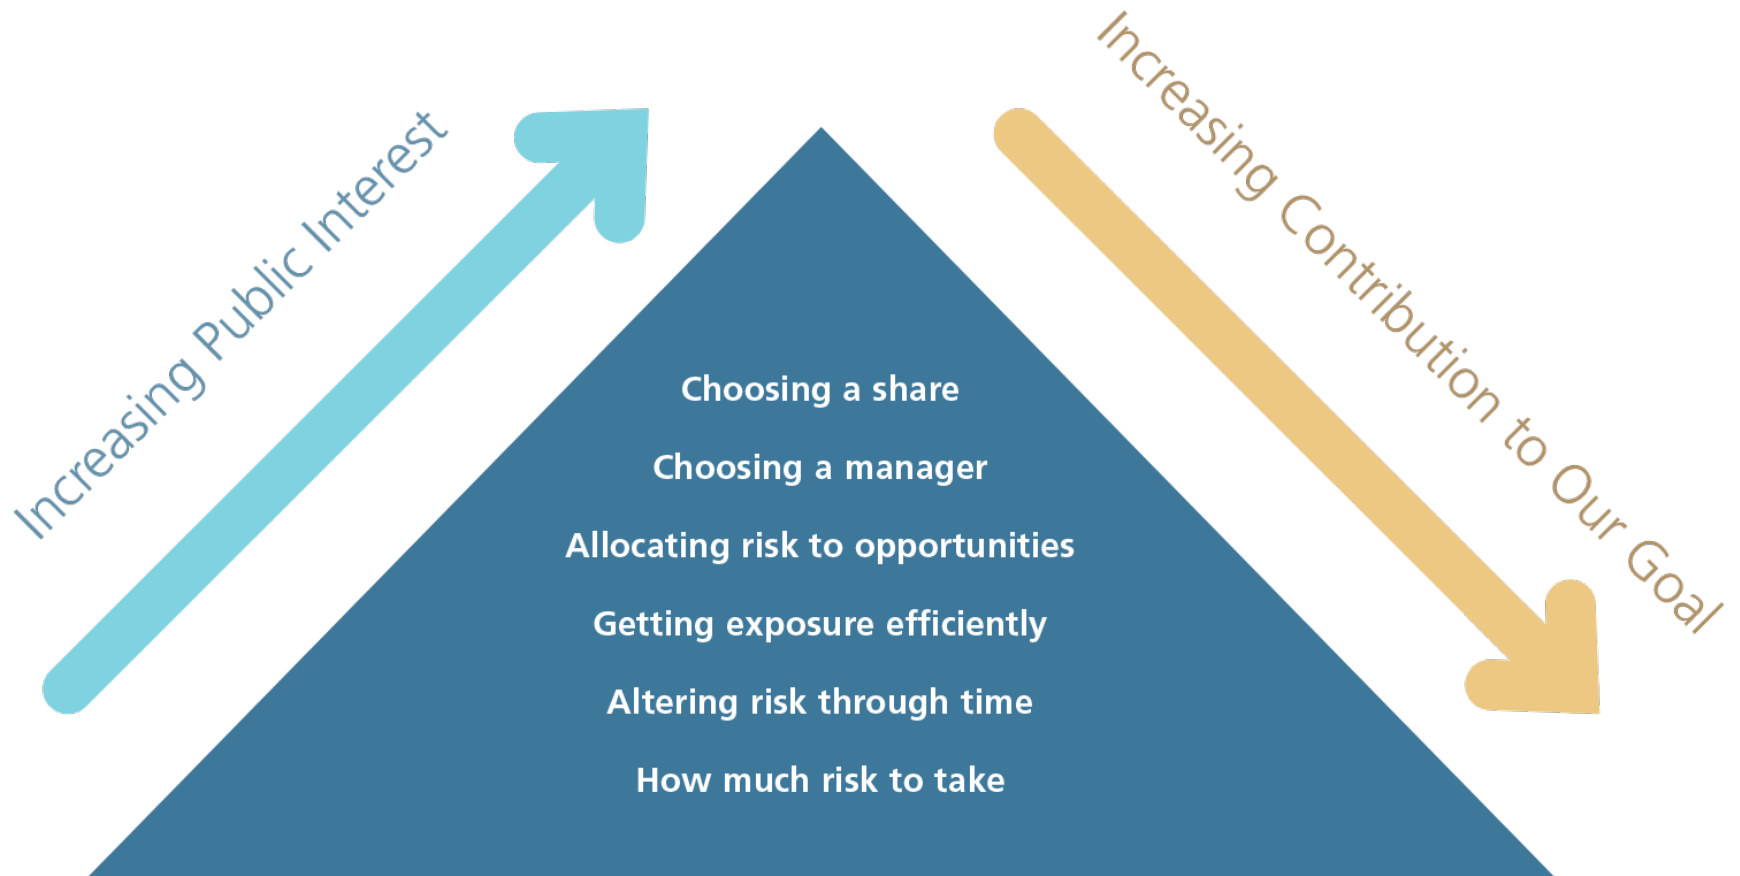 Increasing Public Interest
Increasing Contribution to Our Goal
Choosing a share
Choosing a manager
Allocating risk to opportunities
Getting exposure efficiently
Altering risk through time
How much risk to take